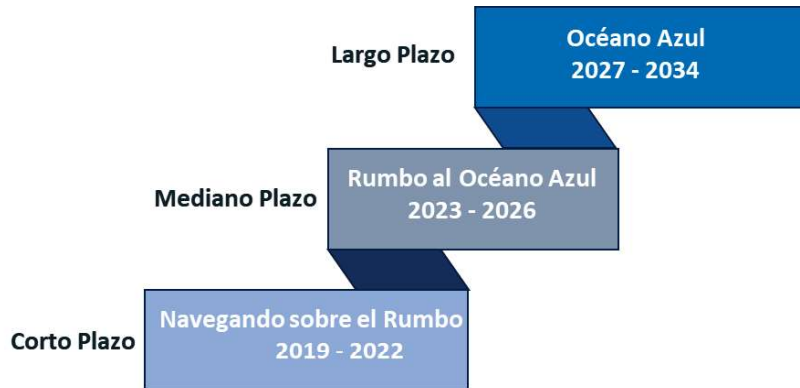 Largo Plazo
Océano Azul
2027 - 2034
Mediano Plazo
Rumbo al Océano Azul
2023 - 2026
Corto Plazo
Navegando sobre el Rumbo
2019 - 2022